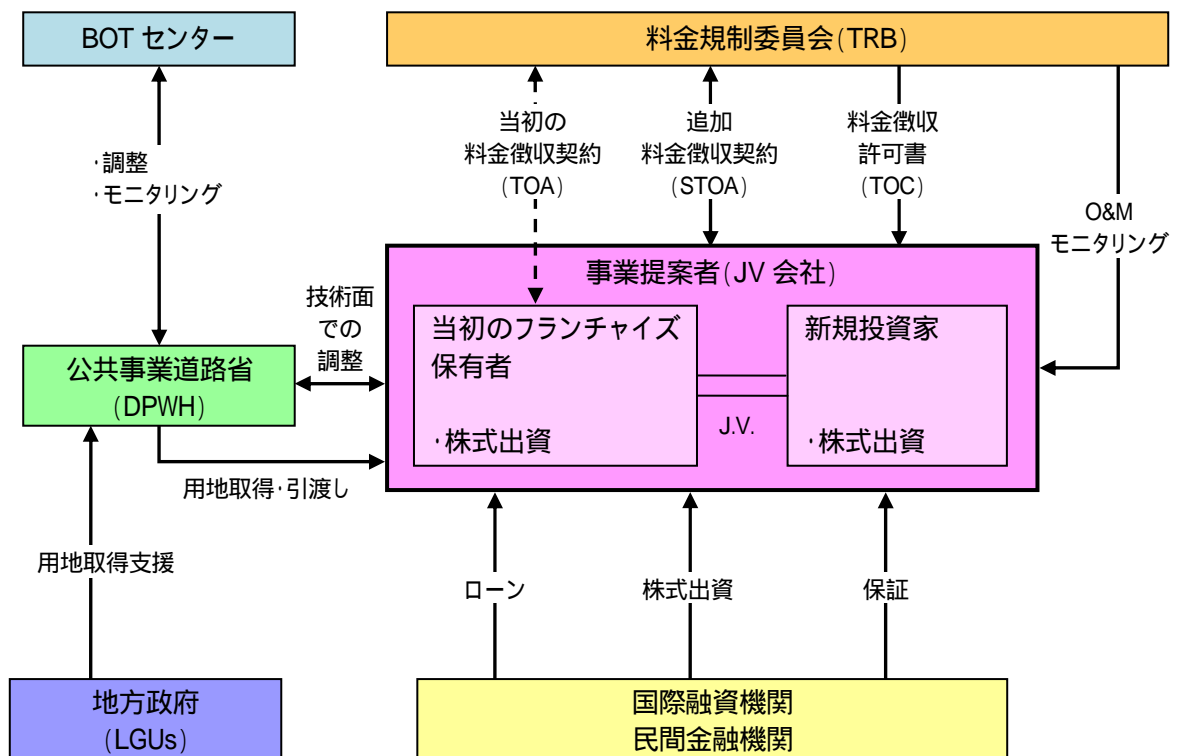 BOT センター
料金規制委員会(TRB)
当初の
料金徴収契約
(TOA)
追加
料金徴収契約
(STOA)
料金徴収
許可書
(TOC)
･調整
･モニタリング
O&M
モニタリング
事業提案者(JV 会社)
技術面
での
調整
当初のフランチャイズ
保有者
･株式出資
J.V.
新規投資家
･株式出資
公共事業道路省
(DPWH)
用地取得･引渡し
用地取得支援
ローン
株式出資
保証
地方政府
(LGUs)
国際融資機関
民間金融機関